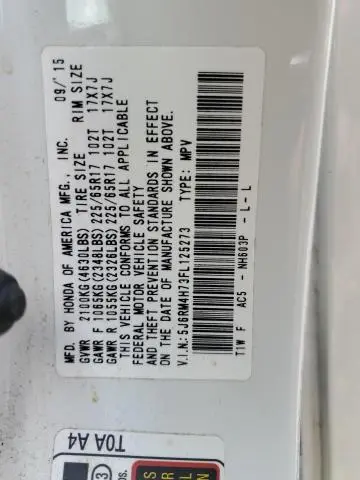 MFD. BY HONDA OF AMERICA MFG., INC. 09/'15
GVWR 2100KG(4630LBS) TIRE SIZE RIM SIZE
GAWR F 1065KG(2348LBS) 225/65R17 102T 17X7J
GAWR R 1055KG(2326LBS) 225/65R17 102T 17X7J
THIS VEHICLE CONFORMS TO ALL APPLICABLE
FEDERAL MOTOR VEHICLE SAFETY
AND THEFT PREVENTION STANDARDS IN EFFECT
ON THE DATE OF MANUFACTURE SHOWN ABOVE.
V.I.N.:5J6RM4H73FL125273 TYPE: MPV
T1W F AC5 - NH603P - L - L
T0A A4